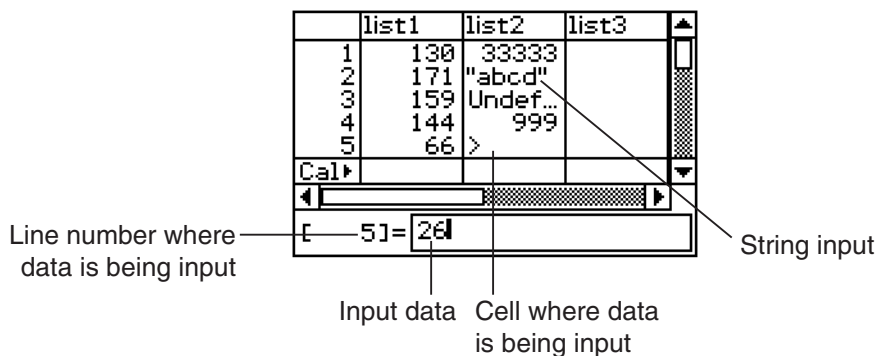 list1 list2 list3
1 130 33333
2 171 "abcd"
3 159 Undef...
4 144 999
5 66 >
Cal
[ 5]= 26
Line number where
data is being input
String input
Input data
Cell where data
is being input